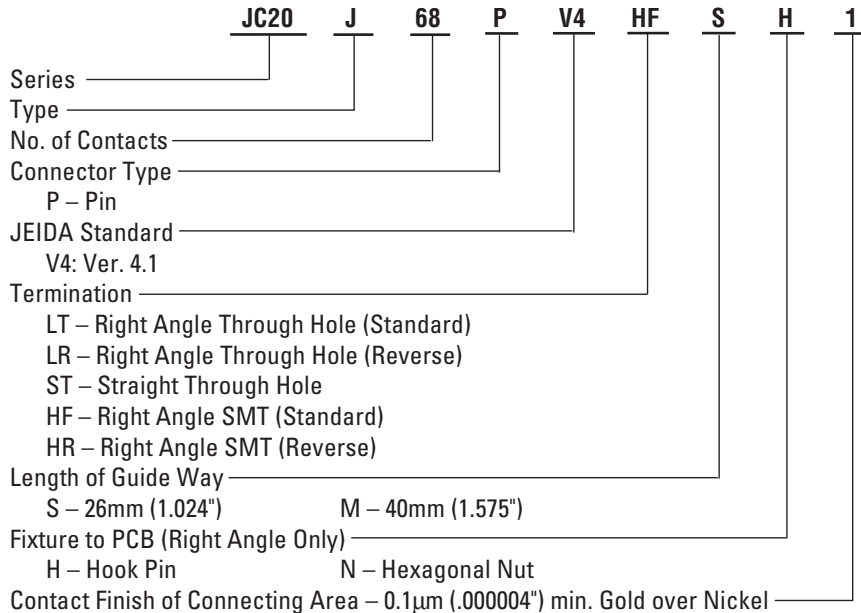 JC20 J 68 P V4 HF S H 1
Series
Type
No. of Contacts
Connector Type
P – Pin
JEIDA Standard
V4: Ver. 4.1
Termination
LT – Right Angle Through Hole (Standard)
LR – Right Angle Through Hole (Reverse)
ST – Straight Through Hole
HF – Right Angle SMT (Standard)
HR – Right Angle SMT (Reverse)
Length of Guide Way
S – 26mm (1.024") M – 40mm (1.575")
Fixture to PCB (Right Angle Only)
H – Hook Pin N – Hexagonal Nut
Contact Finish of Connecting Area – 0.1µm (.000004") min. Gold over Nickel